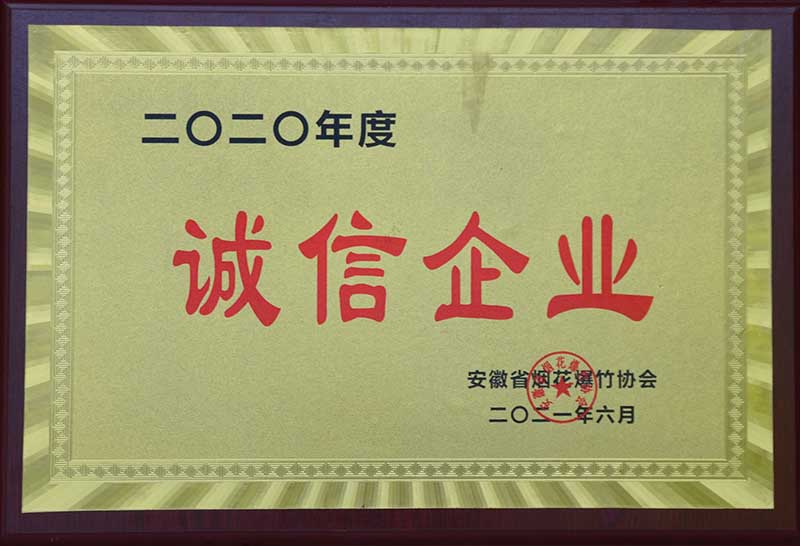 二〇二〇年度
诚信企业
安徽省烟花爆竹协会
二〇二一年六月